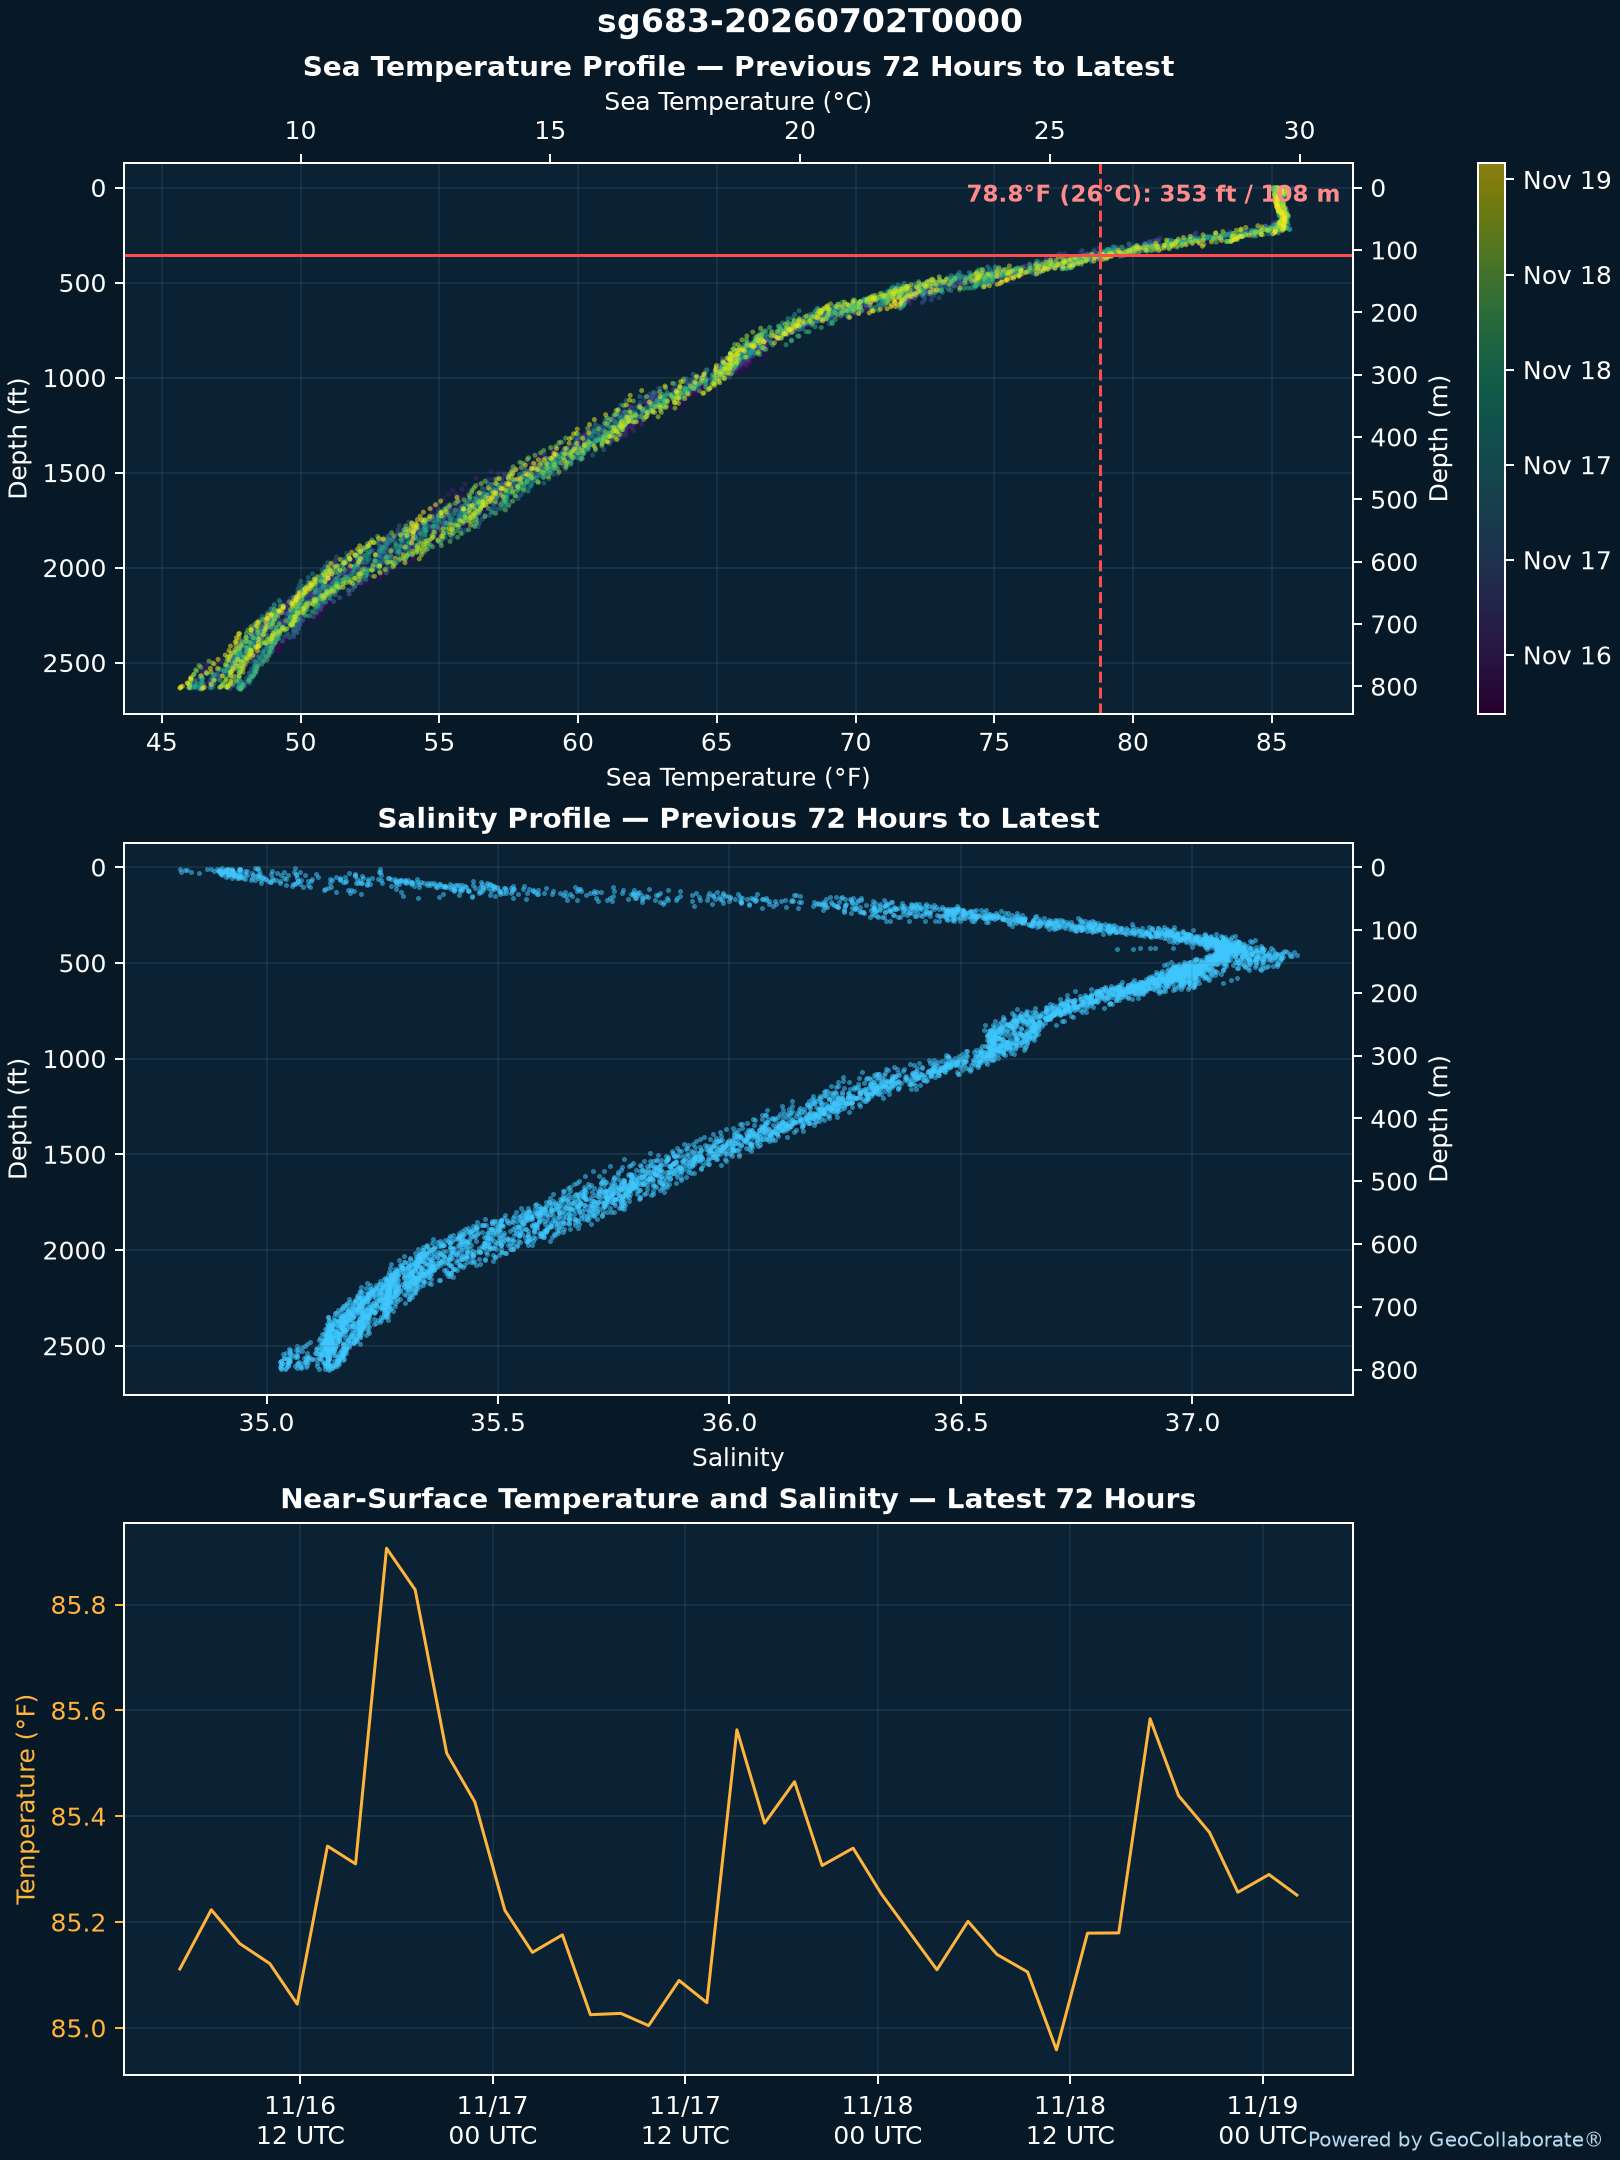 sg683-20260702T0000
Sea Temperature Profile — Previous 72 Hours to Latest
Sea Temperature (°C)
10 15 20 25 30
78.8°F (26°C): 353 ft / 108 m
0
500
1000
1500
2000
2500
Depth (ft)
0
100
200
300
400
500
600
700
800
Depth (m)
Nov 19
Nov 18
Nov 18
Nov 17
Nov 17
Nov 16
45 50 55 60 65 70 75 80 85
Sea Temperature (°F)
Salinity Profile — Previous 72 Hours to Latest
0
500
1000
1500
2000
2500
Depth (ft)
0
100
200
300
400
500
600
700
800
Depth (m)
35.0 35.5 36.0 36.5 37.0
Salinity
Near-Surface Temperature and Salinity — Latest 72 Hours
85.8
85.6
85.4
85.2
85.0
Temperature (°F)
11/16 11/17 11/17 11/18 11/18 11/19
12 UTC 00 UTC 12 UTC 00 UTC 12 UTC 00 UTC
Powered by GeoCollaborate®